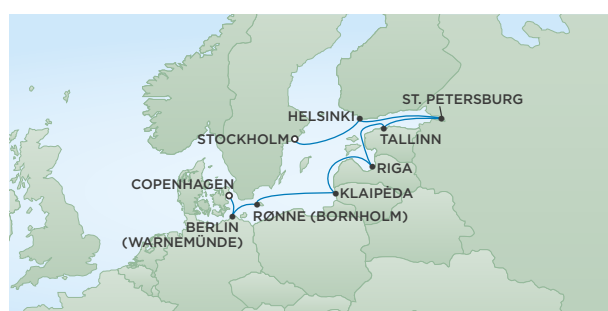 ST. PETERSBURG
HELSINKI
STOCKHOLM
TALLINN
RIGA
COPENHAGEN
KLAIPĖDA
RØNNE (BORNHOLM)
BERLIN
(WARNEMÜNDE)